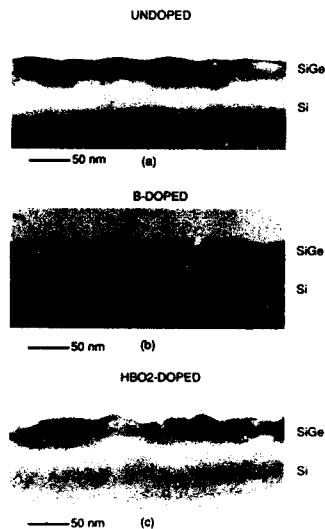 UNDOPED
SiGe
Si
50 nm (a)
B-DOPED
SiGe
Si
50 nm (b)
HBO2-DOPED
SiGe
Si
50 nm (c)